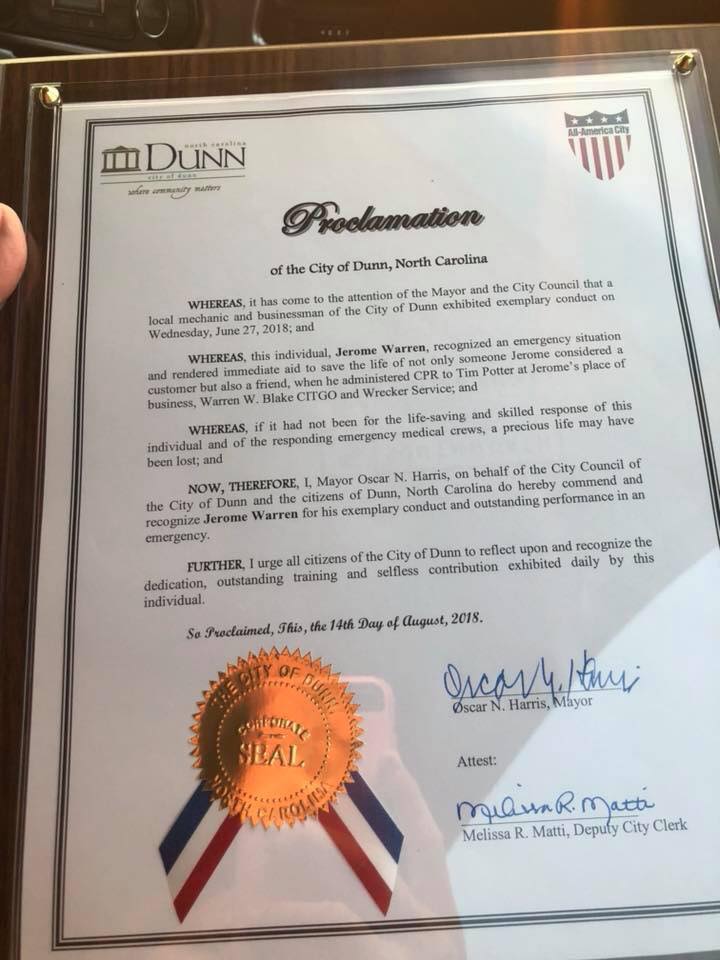 north carolina
DUNN
city of dunn
where community matters
All-America City
Proclamation
of the City of Dunn, North Carolina
WHEREAS, it has come to the attention of the Mayor and the City Council that a
local mechanic and businessman of the City of Dunn exhibited exemplary conduct on
Wednesday, June 27, 2018; and
WHEREAS, this individual, Jerome Warren, recognized an emergency situation
and rendered immediate aid to save the life of not only someone Jerome considered a
customer but also a friend, when he administered CPR to Tim Potter at Jerome's place of
business, Warren W. Blake CITGO and Wrecker Service; and
WHEREAS, if it had not been for the life-saving and skilled response of this
individual and of the responding emergency medical crews, a precious life may have
been lost; and
NOW, THEREFORE, I, Mayor Oscar N. Harris, on behalf of the City Council of
the City of Dunn and the citizens of Dunn, North Carolina do hereby commend and
recognize Jerome Warren for his exemplary conduct and outstanding performance in an
emergency.
FURTHER, I urge all citizens of the City of Dunn to reflect upon and recognize the
dedication, outstanding training and selfless contribution exhibited daily by this
individual.
So Proclaimed, This, the 14th Day of August, 2018.
THE CITY OF DUNN
CORPORATE
SEAL
NORTH CAROLINA
Oscar N. Harris
Oscar N. Harris, Mayor
Attest:
Melissa R. Matti
Melissa R. Matti, Deputy City Clerk